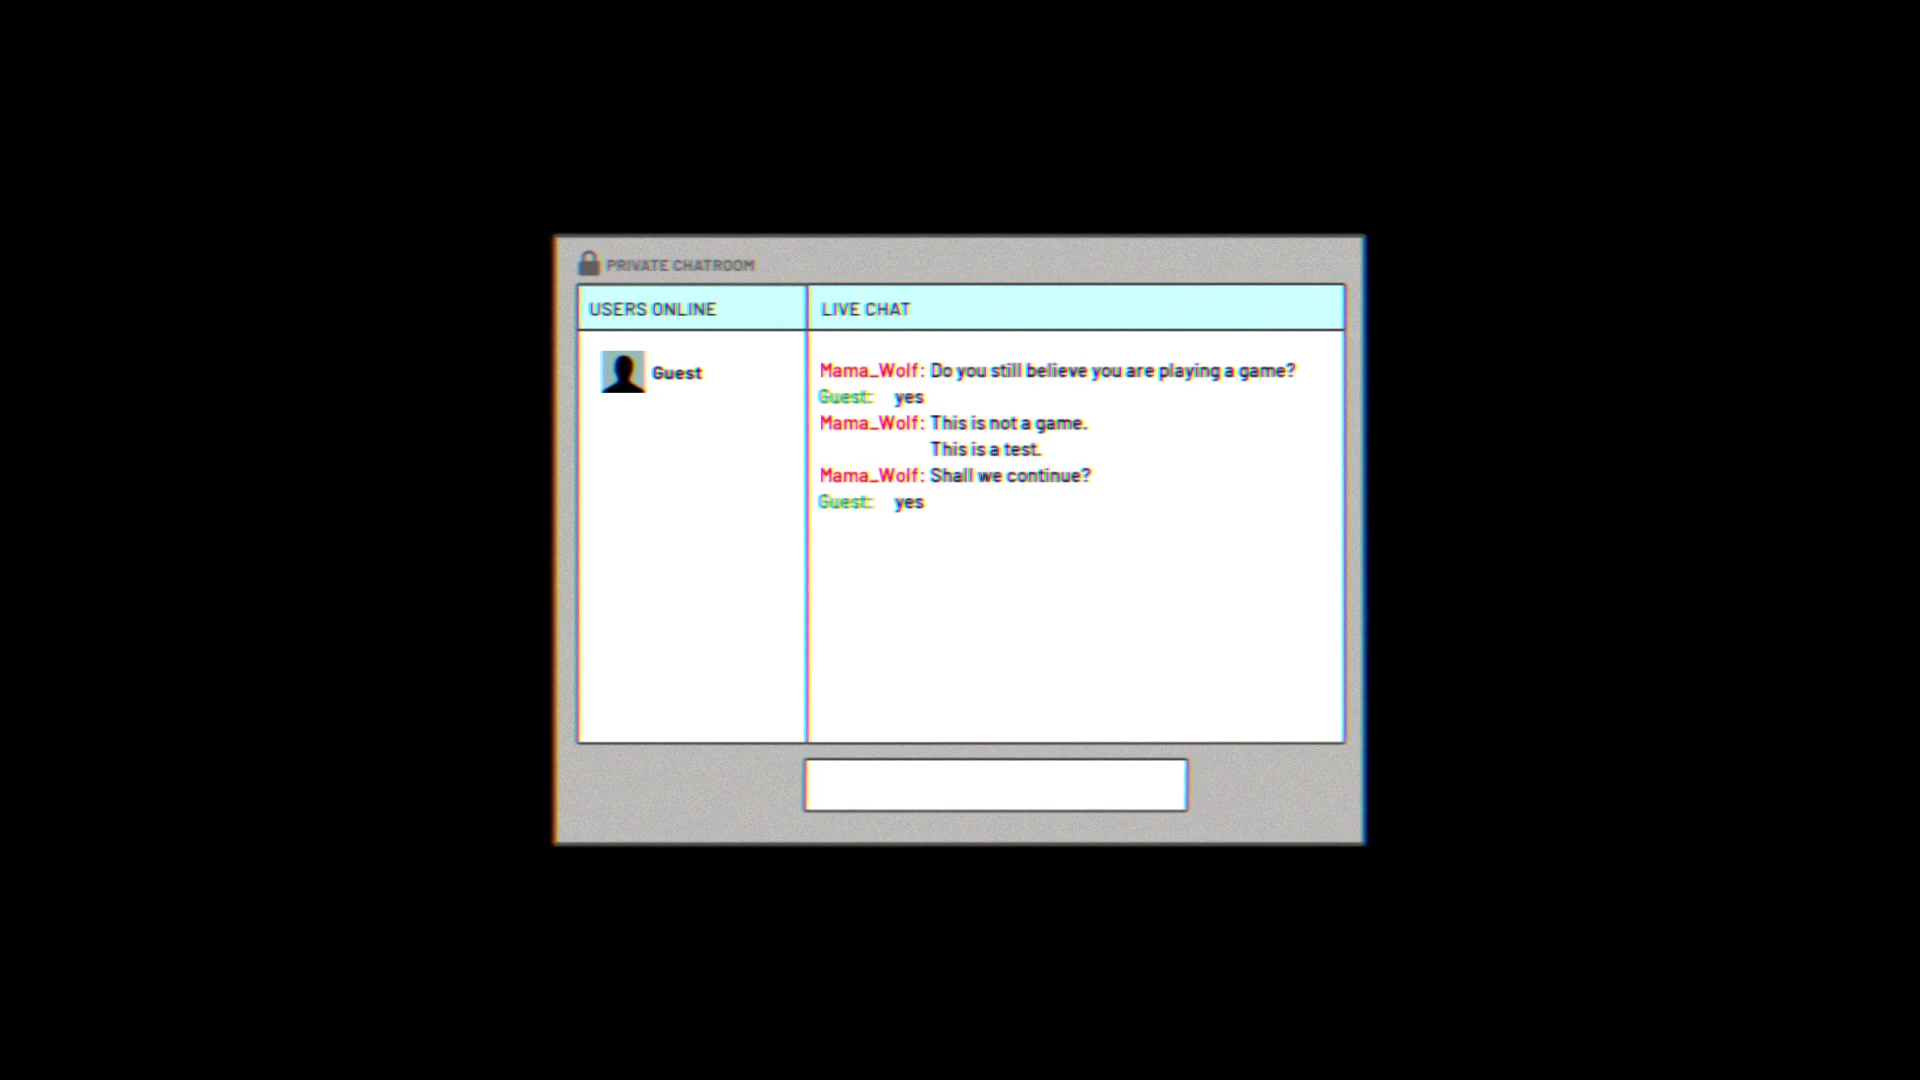 PRIVATE CHATROOM
USERS ONLINE
LIVE CHAT
Guest
Mama_Wolf: Do you still believe you are playing a game?
Guest: yes
Mama_Wolf: This is not a game.
This is a test.
Mama_Wolf: Shall we continue?
Guest: yes